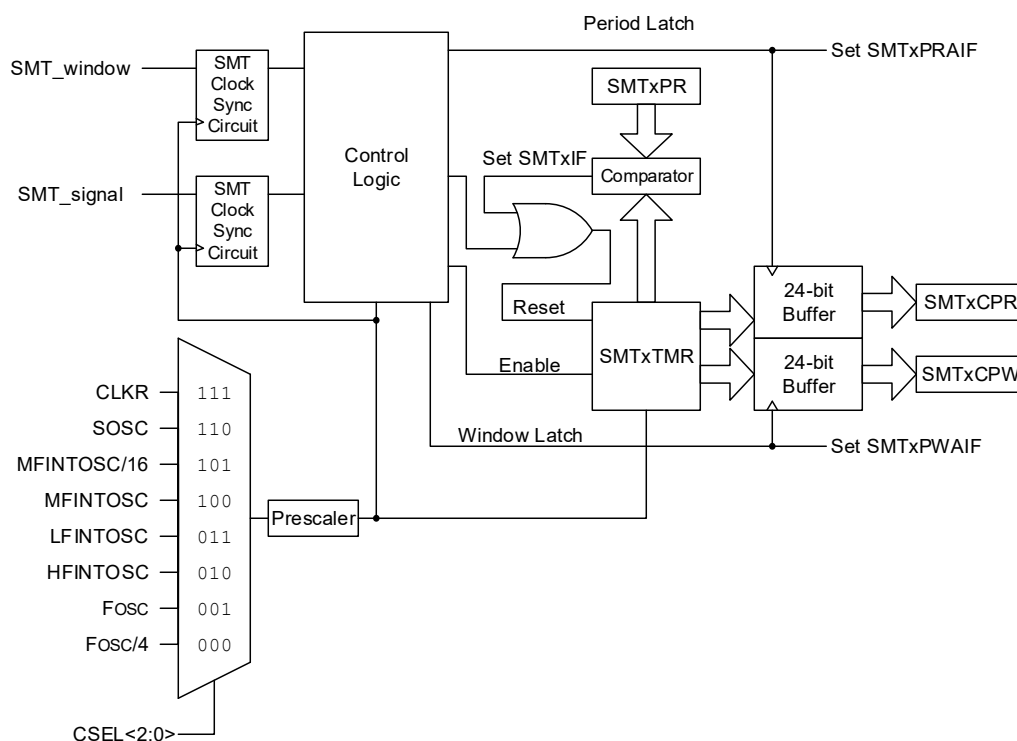 Period Latch
Set SMTxPRAIF
SMT_window
SMT
Clock
Sync
Circuit
SMTxPR
Control
Logic
Set SMTxIF
Comparator
SMT_signal
SMT
Clock
Sync
Circuit
24-bit
Buffer
SMTxCPR
Reset
SMTxTMR
24-bit
Buffer
SMTxCPW
Enable
Window Latch
Set SMTxPWAIF
CLKR 111
SOSC 110
MFINTOSC/16 101
MFINTOSC 100
LFINTOSC 011
HFINTOSC 010
FOSC 001
FOSC/4 000
Prescaler
CSEL<2:0>